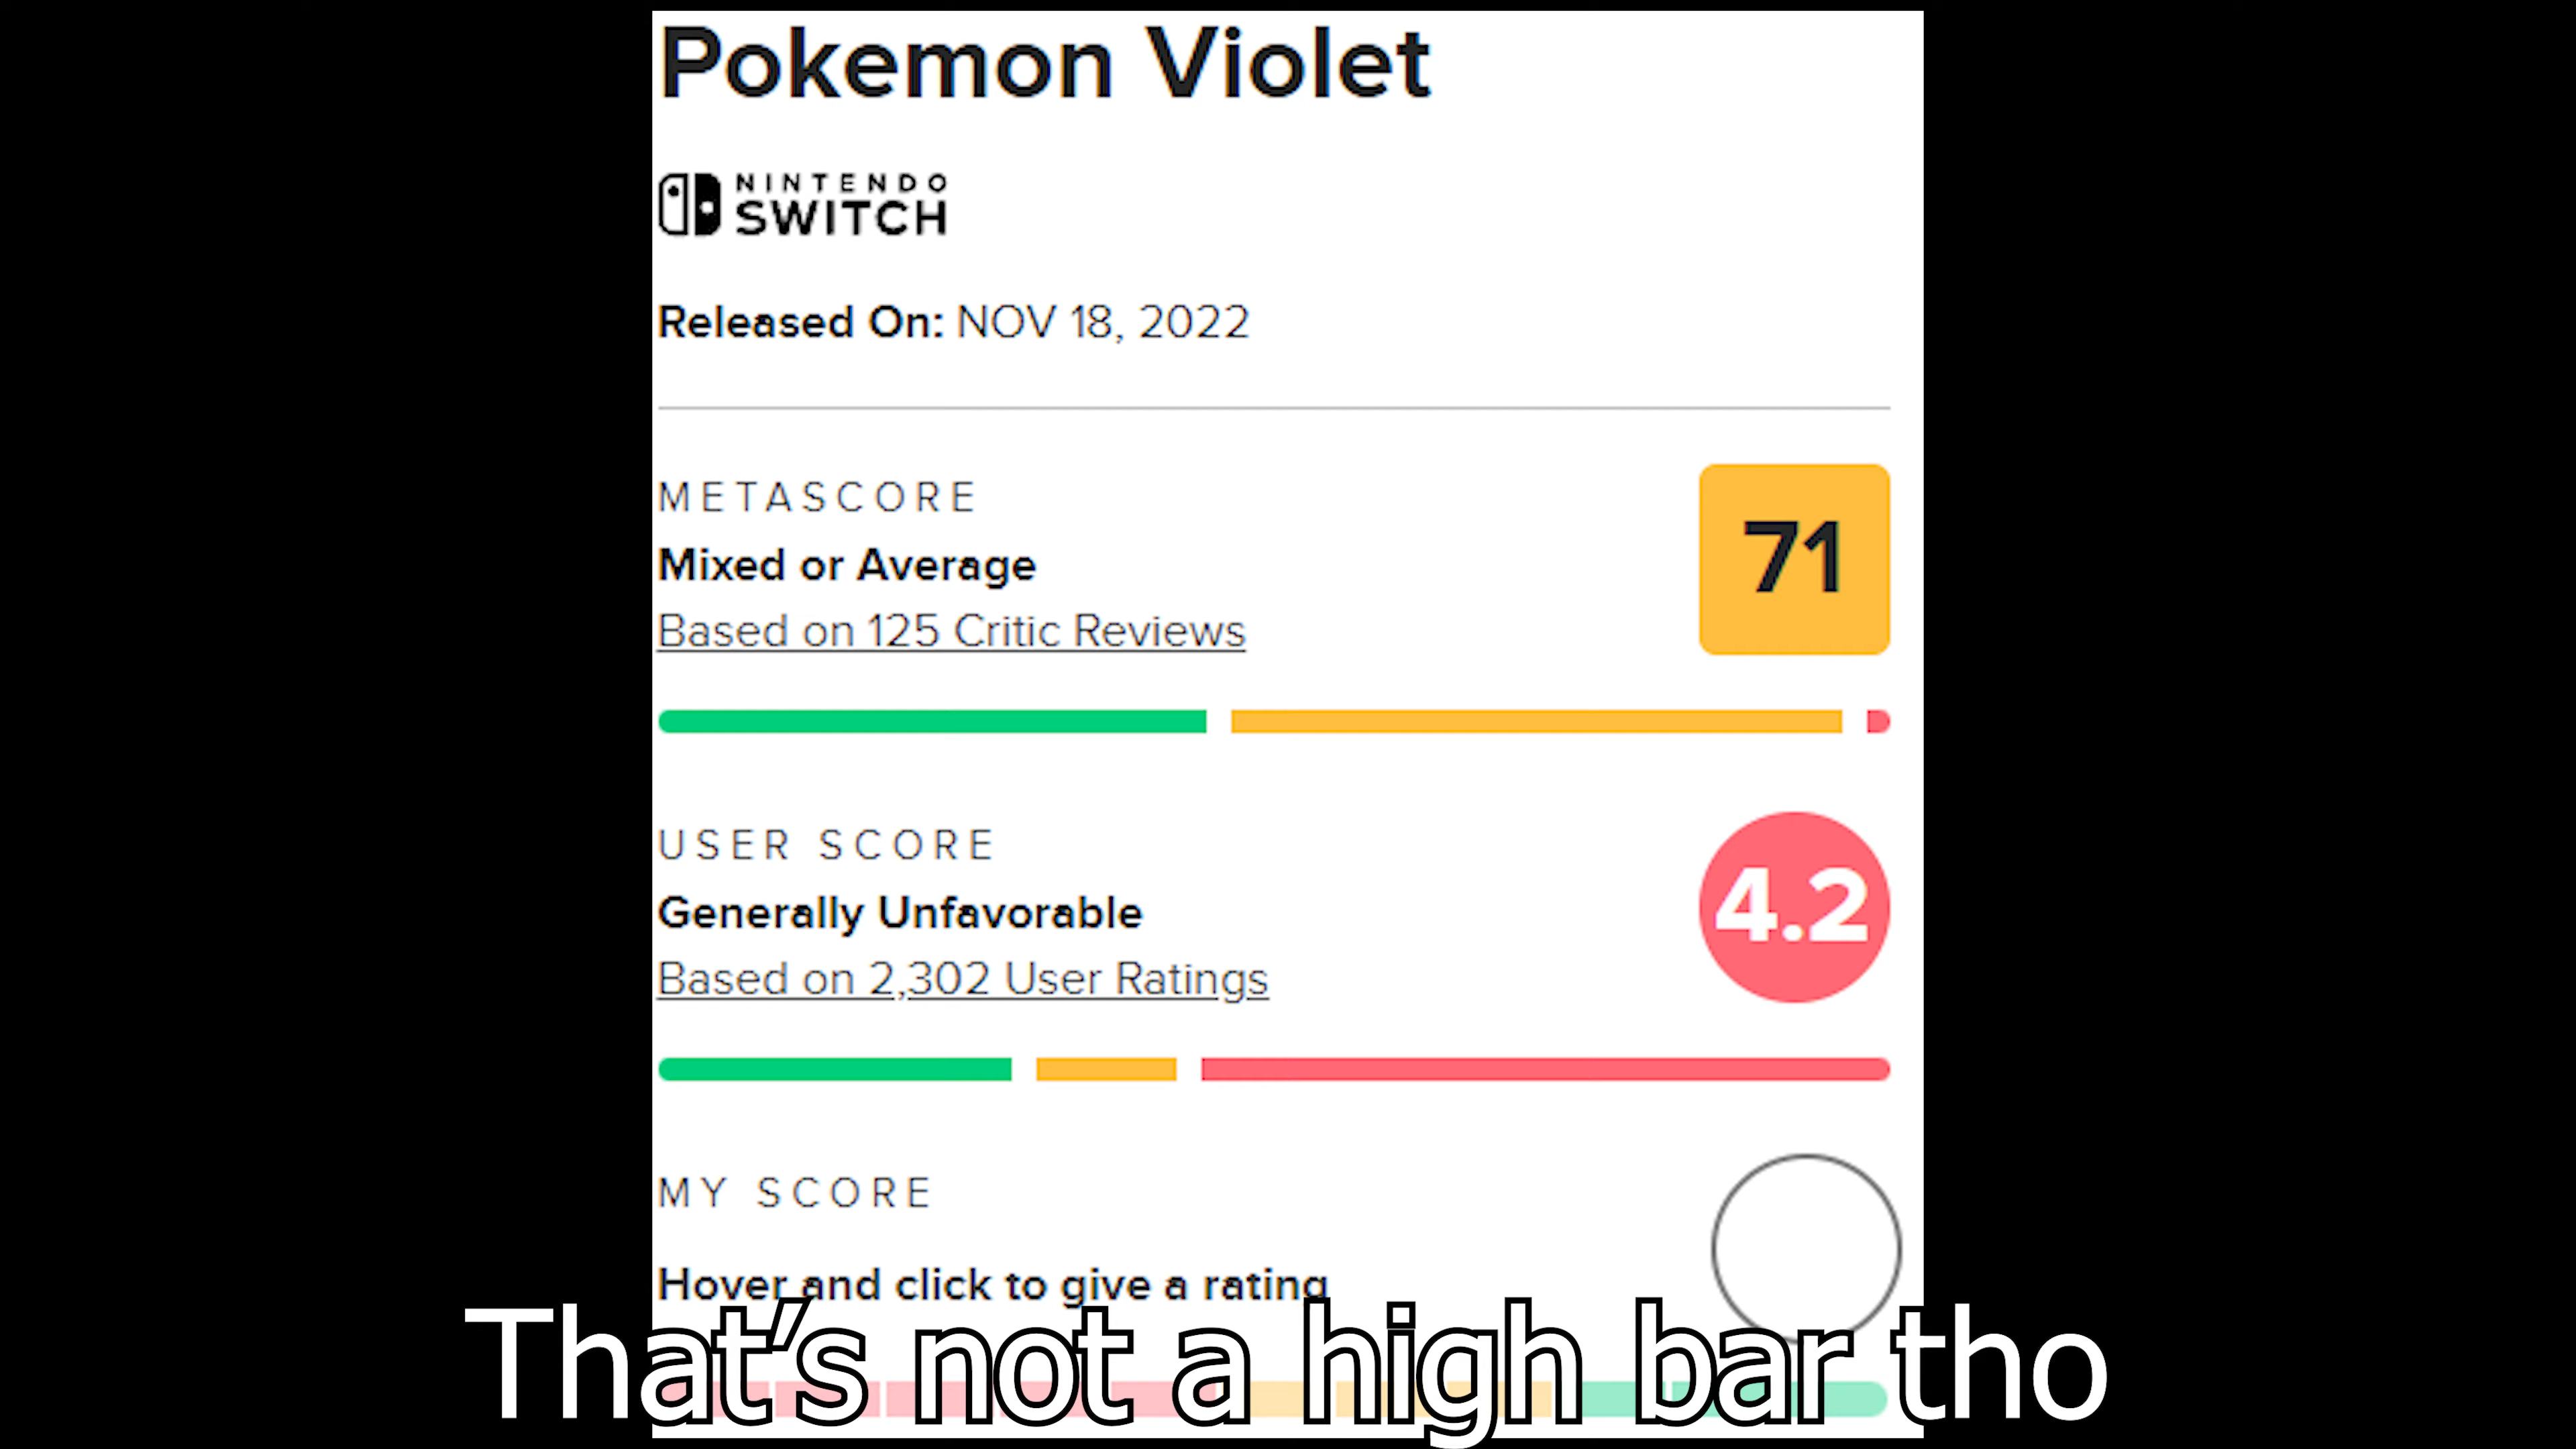 Pokemon Violet
NINTENDO
SWITCH
Released On: NOV 18, 2022
METASCORE
Mixed or Average
Based on 125 Critic Reviews
71
USER SCORE
Generally Unfavorable
Based on 2,302 User Ratings
4.2
MY SCORE
Hover and click to give a rating
That's not a high bar tho